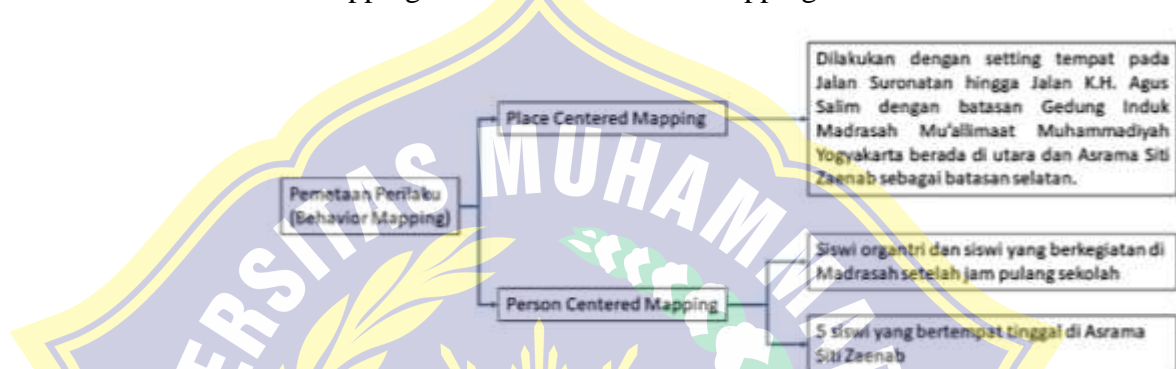 Place Centered Mapping
Dilakukan dengan setting tempat pada
Jalan Suronatan hingga Jalan K.H. Agus
Salim dengan batasan Gedung Induk
Madrasah Mu'allimaat Muhammadiyah
Yogyakarta berada di utara dan Asrama Siti
Zaenab sebagai batasan selatan.
Pemetaan Perilaku
(Behavior Mapping)
Person Centered Mapping
Siswi organtri dan siswi yang berkegiatan di
Madrasah setelah jam pulang sekolah
5 siswi yang bertempat tinggal di Asrama
Siti Zaenab
ERSITAS MUHAMM